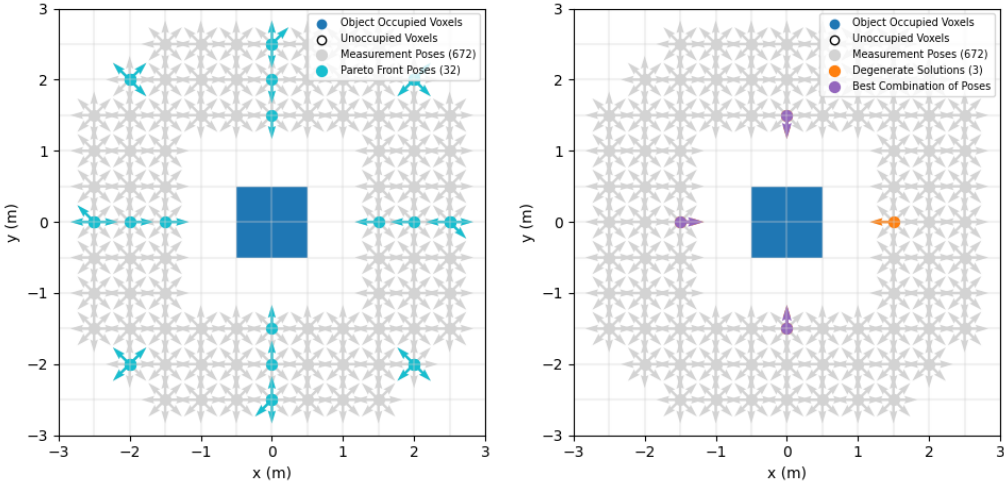 3
2
1
0
−1
−2
−3
y (m)
−3 −2 −1 0 1 2 3
x (m)
Object Occupied Voxels
Unoccupied Voxels
Measurement Poses (672)
Pareto Front Poses (32)
3
2
1
0
−1
−2
−3
y (m)
−3 −2 −1 0 1 2 3
x (m)
Object Occupied Voxels
Unoccupied Voxels
Measurement Poses (672)
Degenerate Solutions (3)
Best Combination of Poses